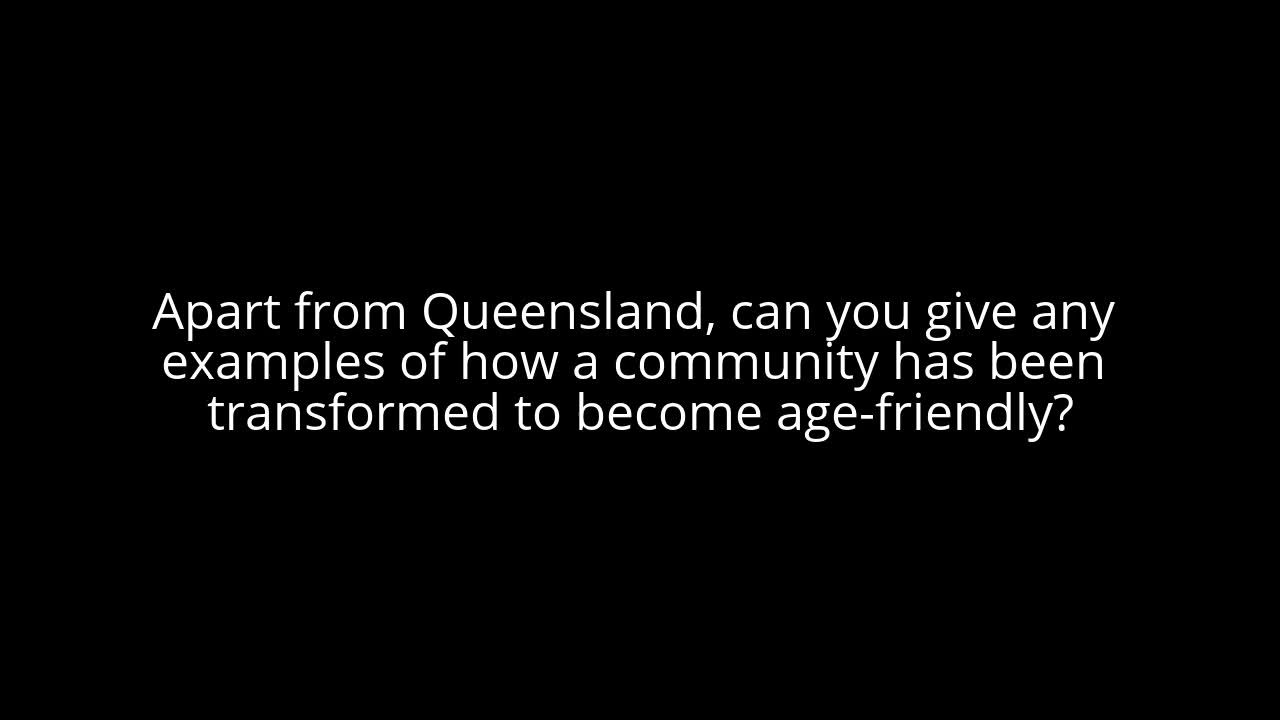 Apart from Queensland, can you give any
examples of how a community has been
transformed to become age-friendly?